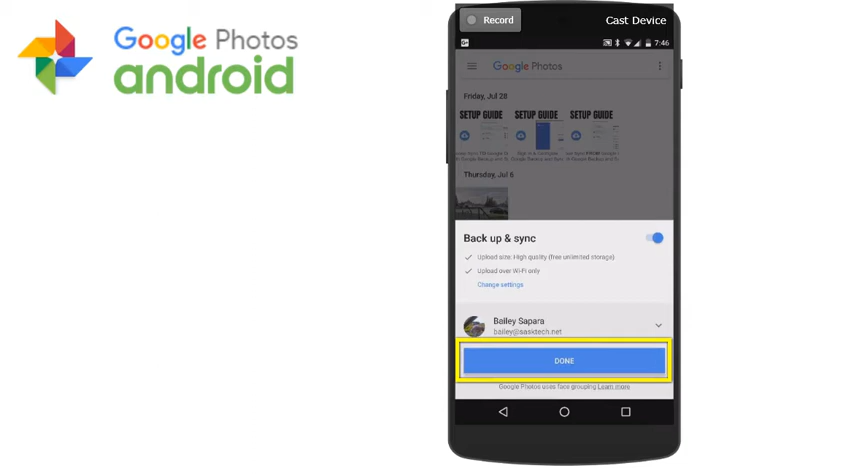 Google Photos
android
Record
Cast Device
G+
7:46
Google Photos
Friday, Jul 28
SETUP GUIDE
SETUP GUIDE
SETUP GUIDE
Thursday, Jul 6
Back up & sync
Upload size: High quality (free unlimited storage)
Upload over Wi-Fi only
Change settings
Bailey Sapara
bailey@sasktech.net
DONE
Google Photos uses face grouping Learn more